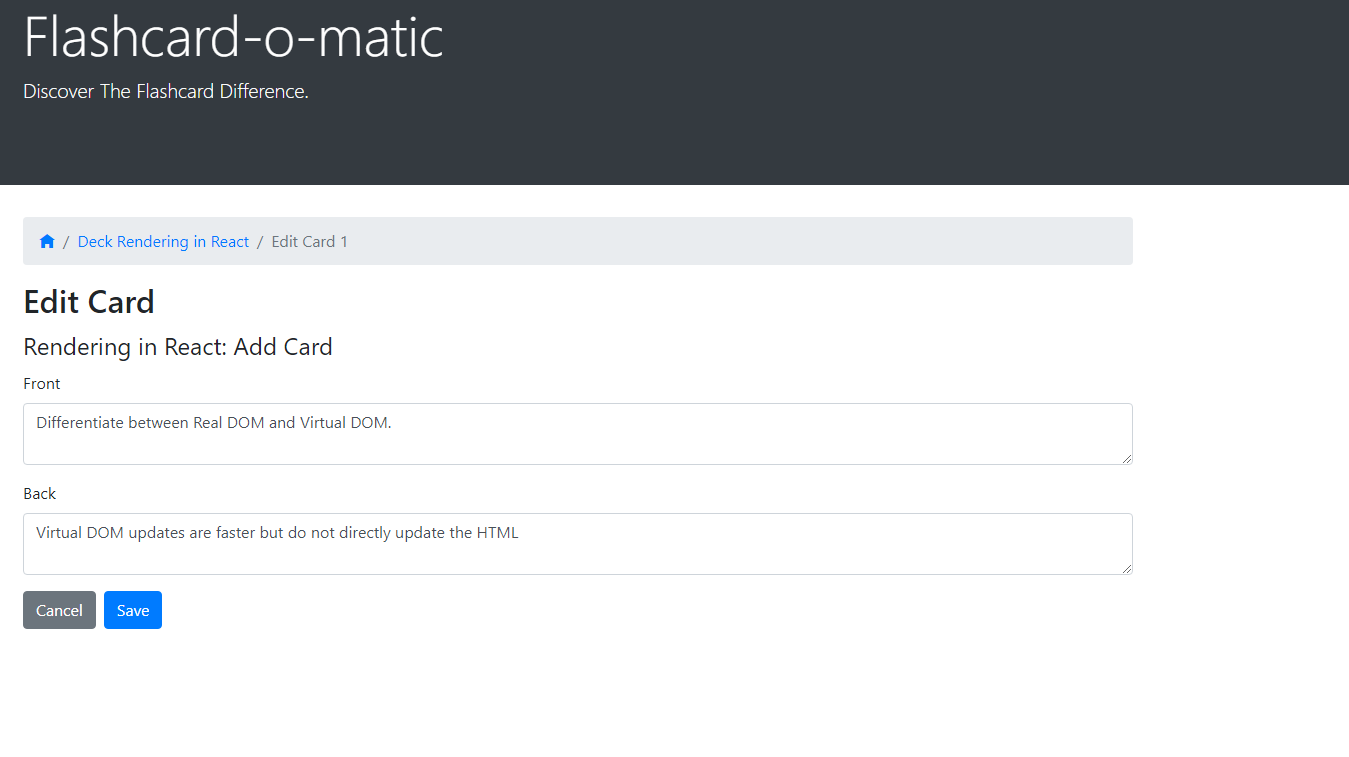 Flashcard-o-matic
Discover The Flashcard Difference.
/ Deck Rendering in React / Edit Card 1
Edit Card
Rendering in React: Add Card
Front
Differentiate between Real DOM and Virtual DOM.
Back
Virtual DOM updates are faster but do not directly update the HTML
Cancel Save